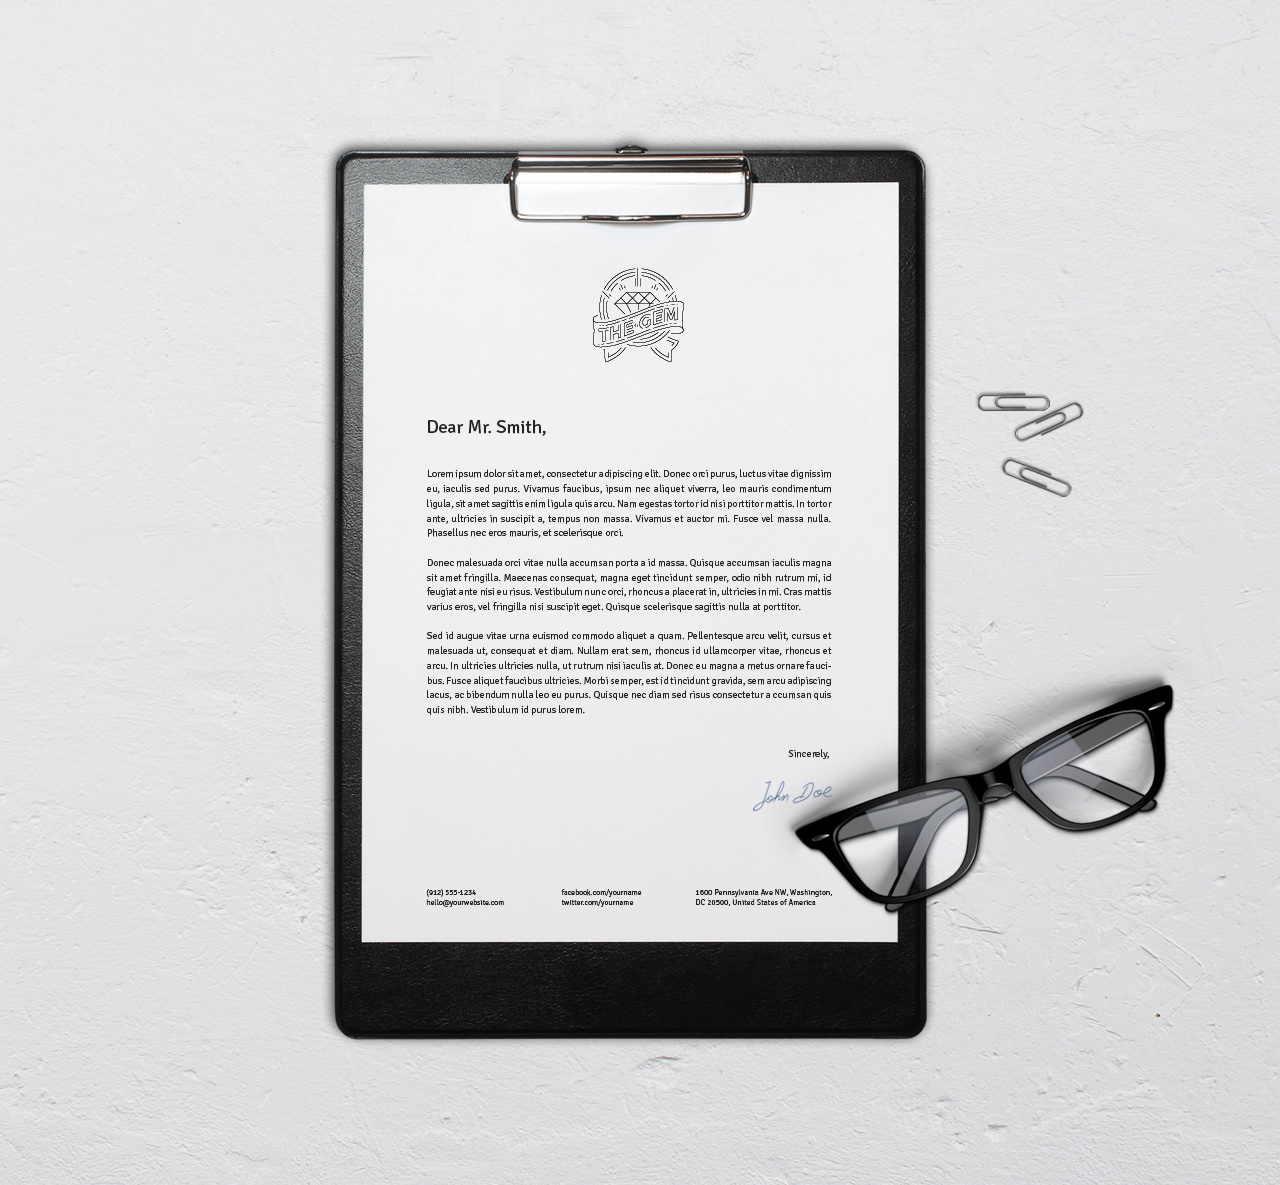 THE GEM
Dear Mr. Smith,
Lorem ipsum dolor sit amet, consectetur adipiscing elit. Donec orci purus, luctus vitae dignissim
eu, iaculis sed purus. Vivamus faucibus, ipsum nec aliquet viverra, leo mauris condimentum
ligula, sit amet sagittis enim ligula quis arcu. Nam egestas tortor id nisi porttitor mattis. In tortor
ante, ultricies in suscipit a, tempus non massa. Vivamus et auctor mi. Fusce vel massa nulla.
Phasellus nec eros mauris, et scelerisque orci.
Donec malesuada orci vitae nulla accumsan porta a id massa. Quisque accumsan iaculis magna
sit amet fringilla. Maecenas consequat, magna eget tincidunt semper, odio nibh rutrum mi, id
feugiat ante nisi eu risus. Vestibulum nunc orci, rhoncus a placerat in, ultricies in mi. Cras mattis
varius eros, vel fringilla nisi suscipit eget. Quisque scelerisque sagittis nulla at porttitor.
Sed id augue vitae urna euismod commodo aliquet a quam. Pellentesque arcu velit, cursus et
malesuada ut, consequat et diam. Nullam erat sem, rhoncus id ullamcorper vitae, rhoncus et
arcu. In ultricies ultricies nulla, ut rutrum nisi iaculis at. Donec eu magna a metus ornare fauci-
bus. Fusce aliquet faucibus ultricies. Morbi semper, est id tincidunt gravida, sem arcu adipiscing
lacus, ac bibendum nulla leo eu purus. Quisque nec diam sed risus consectetur a ccumsan quis
quis nibh. Vestibulum id purus lorem.
Sincerely,
John Doe
(912) 555-1234
hello@yourwebsite.com
facebook.com/yourname
twitter.com/yourname
1600 Pennsylvania Ave NW, Washington,
DC 20500, United States of America